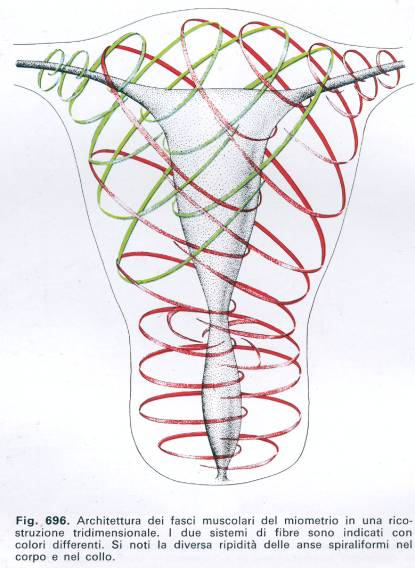 Fig. 696. Architettura dei fasci muscolari del miometrio in una rico-
struzione tridimensionale. I due sistemi di fibre sono indicati con
colori differenti. Si noti la diversa ripidità delle anse spiraliformi nel
corpo e nel collo.